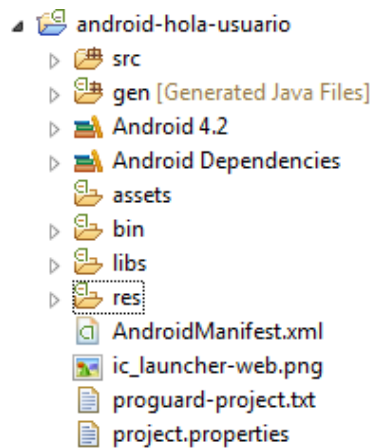 android-hola-usuario
src
gen [Generated Java Files]
Android 4.2
Android Dependencies
assets
bin
libs
res
AndroidManifest.xml
ic_launcher-web.png
proguard-project.txt
project.properties